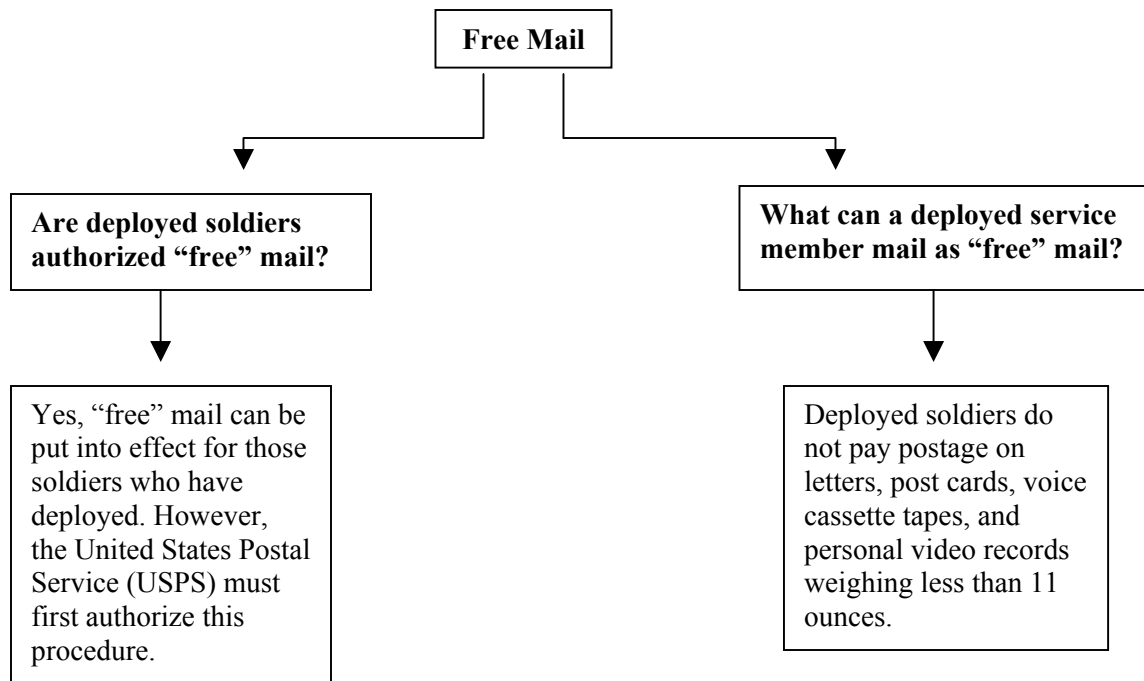 Free Mail
Are deployed soldiers
authorized “free” mail?
What can a deployed service
member mail as “free” mail?
Yes, “free” mail can be
put into effect for those
soldiers who have
deployed. However,
the United States Postal
Service (USPS) must
first authorize this
procedure.
Deployed soldiers do
not pay postage on
letters, post cards, voice
cassette tapes, and
personal video records
weighing less than 11
ounces.